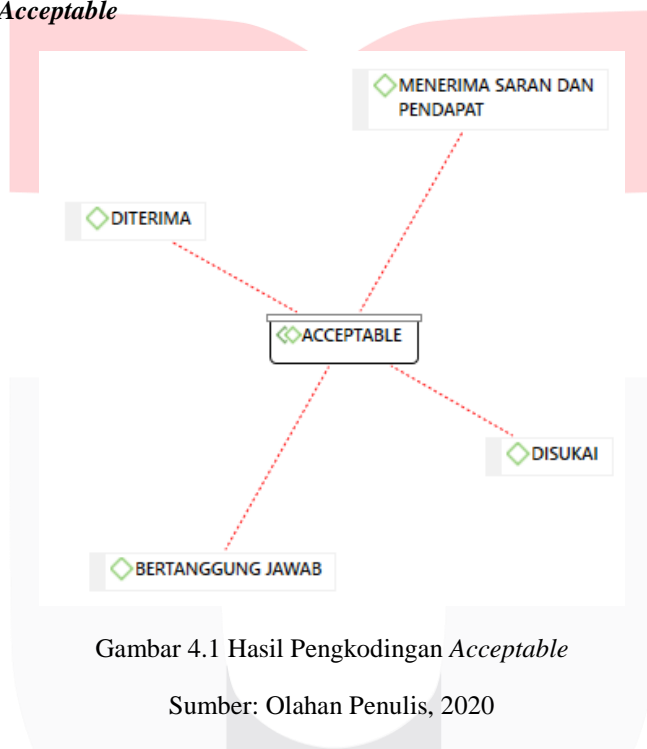 Acceptable
MENERIMA SARAN DAN
PENDAPAT
DITERIMA
ACCEPTABLE
DISUKAI
BERTANGGUNG JAWAB
Gambar 4.1 Hasil Pengkodingan Acceptable
Sumber: Olahan Penulis, 2020